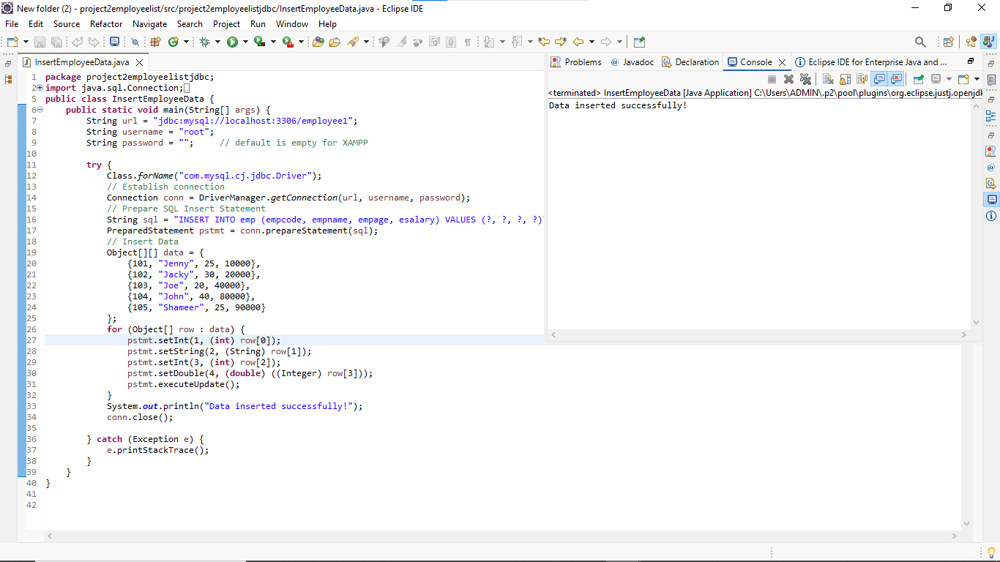 New folder (2) - project2employeelist/src/project2employeelistjdbc/InsertEmployeeData.java - Eclipse IDE
File Edit Source Refactor Navigate Search Project Run Window Help
InsertEmployeeData.java
1 package project2employeelistjdbc;
2 import java.sql.Connection;
5 public class InsertEmployeeData {
6 public static void main(String[] args) {
7 String url = "jdbc:mysql://localhost:3306/employee1";
8 String username = "root";
9 String password = ""; // default is empty for XAMPP
10
11 try {
12 Class.forName("com.mysql.cj.jdbc.Driver");
13 // Establish connection
14 Connection conn = DriverManager.getConnection(url, username, password);
15 // Prepare SQL Insert Statement
16 String sql = "INSERT INTO emp (empcode, empname, empage, esalary) VALUES (?, ?, ?, ?)
17 PreparedStatement pstmt = conn.prepareStatement(sql);
18 // Insert Data
19 Object[][] data = {
20 {101, "Jenny", 25, 10000},
21 {102, "Jacky", 30, 20000},
22 {103, "Joe", 20, 40000},
23 {104, "John", 40, 80000},
24 {105, "Shameer", 25, 90000}
25 };
26 for (Object[] row : data) {
27 pstmt.setInt(1, (int) row[0]);
28 pstmt.setString(2, (String) row[1]);
29 pstmt.setInt(3, (int) row[2]);
30 pstmt.setDouble(4, (double) ((Integer) row[3]));
31 pstmt.executeUpdate();
32 }
33 System.out.println("Data inserted successfully!");
34 conn.close();
35
36 } catch (Exception e) {
37 e.printStackTrace();
38 }
39 }
40 }
41
42
Problems @ Javadoc Declaration Console Eclipse IDE for Enterprise Java and ...
<terminated> InsertEmployeeData [Java Application] C:\Users\ADMIN\.p2\pool\plugins\org.eclipse.justj.openjdk
Data inserted successfully!